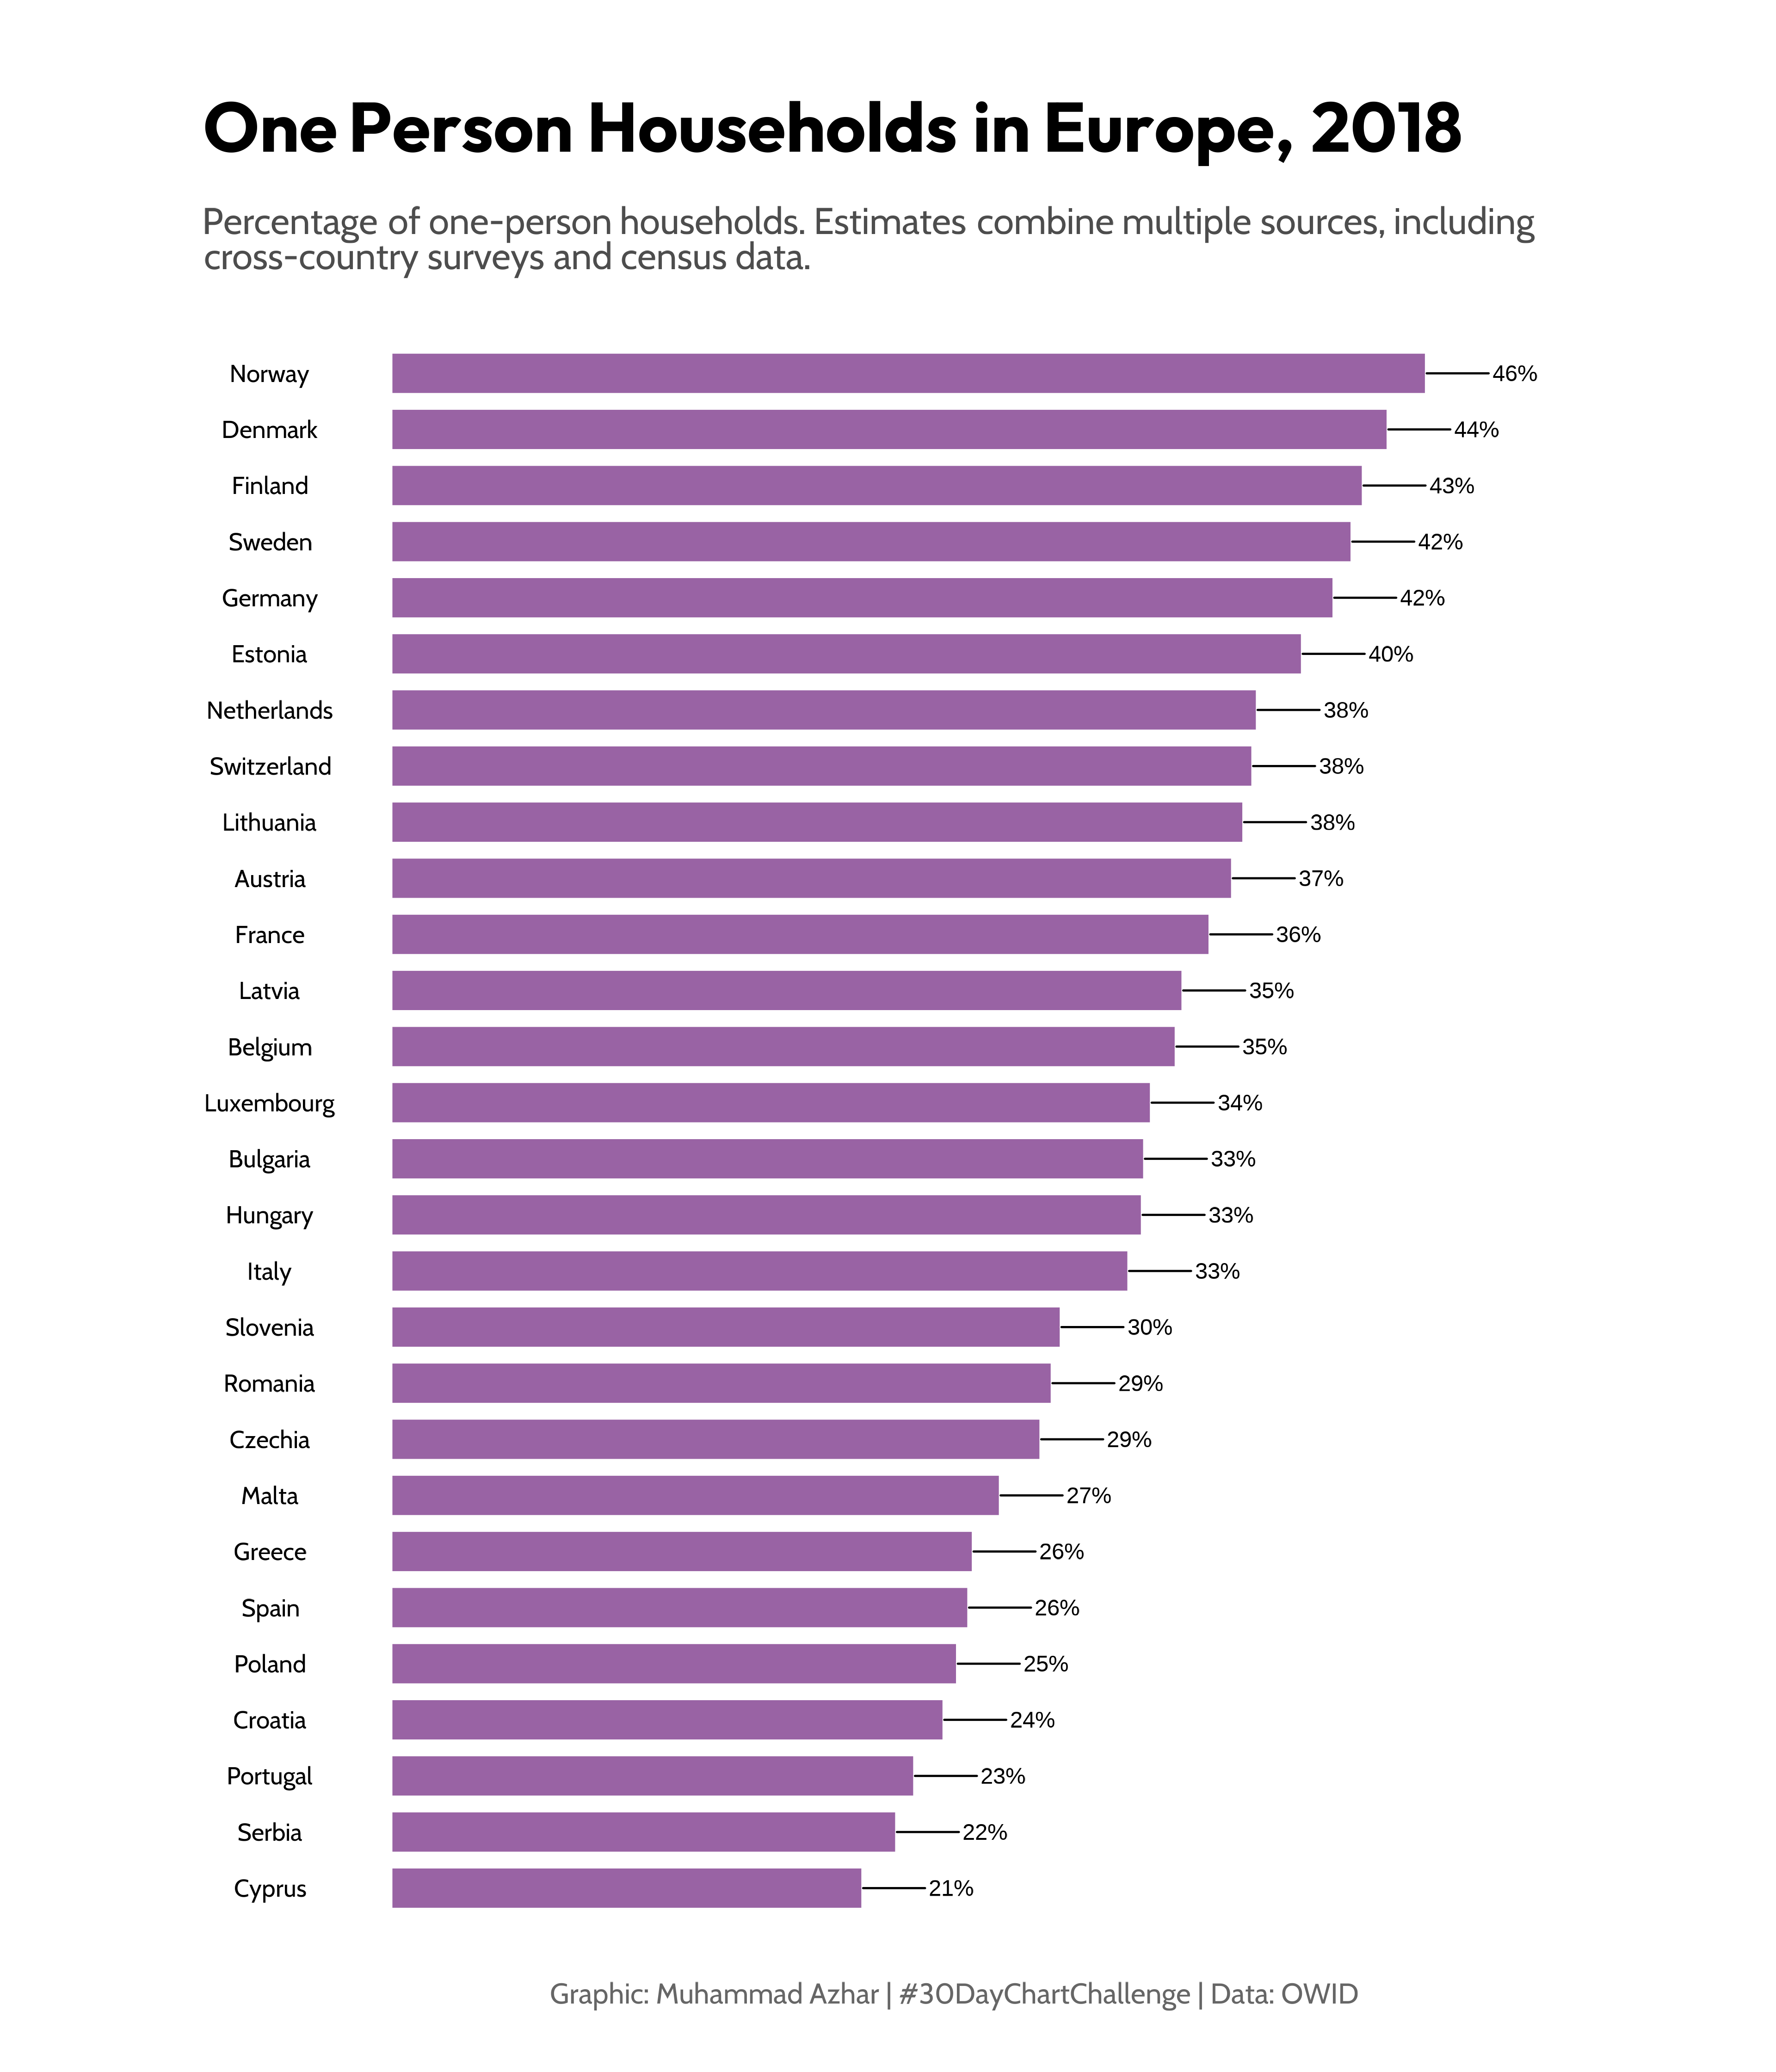 One Person Households in Europe, 2018
Percentage of one-person households. Estimates combine multiple sources, including
cross-country surveys and census data.
Norway 46%
Denmark 44%
Finland 43%
Sweden 42%
Germany 42%
Estonia 40%
Netherlands 38%
Switzerland 38%
Lithuania 38%
Austria 37%
France 36%
Latvia 35%
Belgium 35%
Luxembourg 34%
Bulgaria 33%
Hungary 33%
Italy 33%
Slovenia 30%
Romania 29%
Czechia 29%
Malta 27%
Greece 26%
Spain 26%
Poland 25%
Croatia 24%
Portugal 23%
Serbia 22%
Cyprus 21%
Graphic: Muhammad Azhar | #30DayChartChallenge | Data: OWID